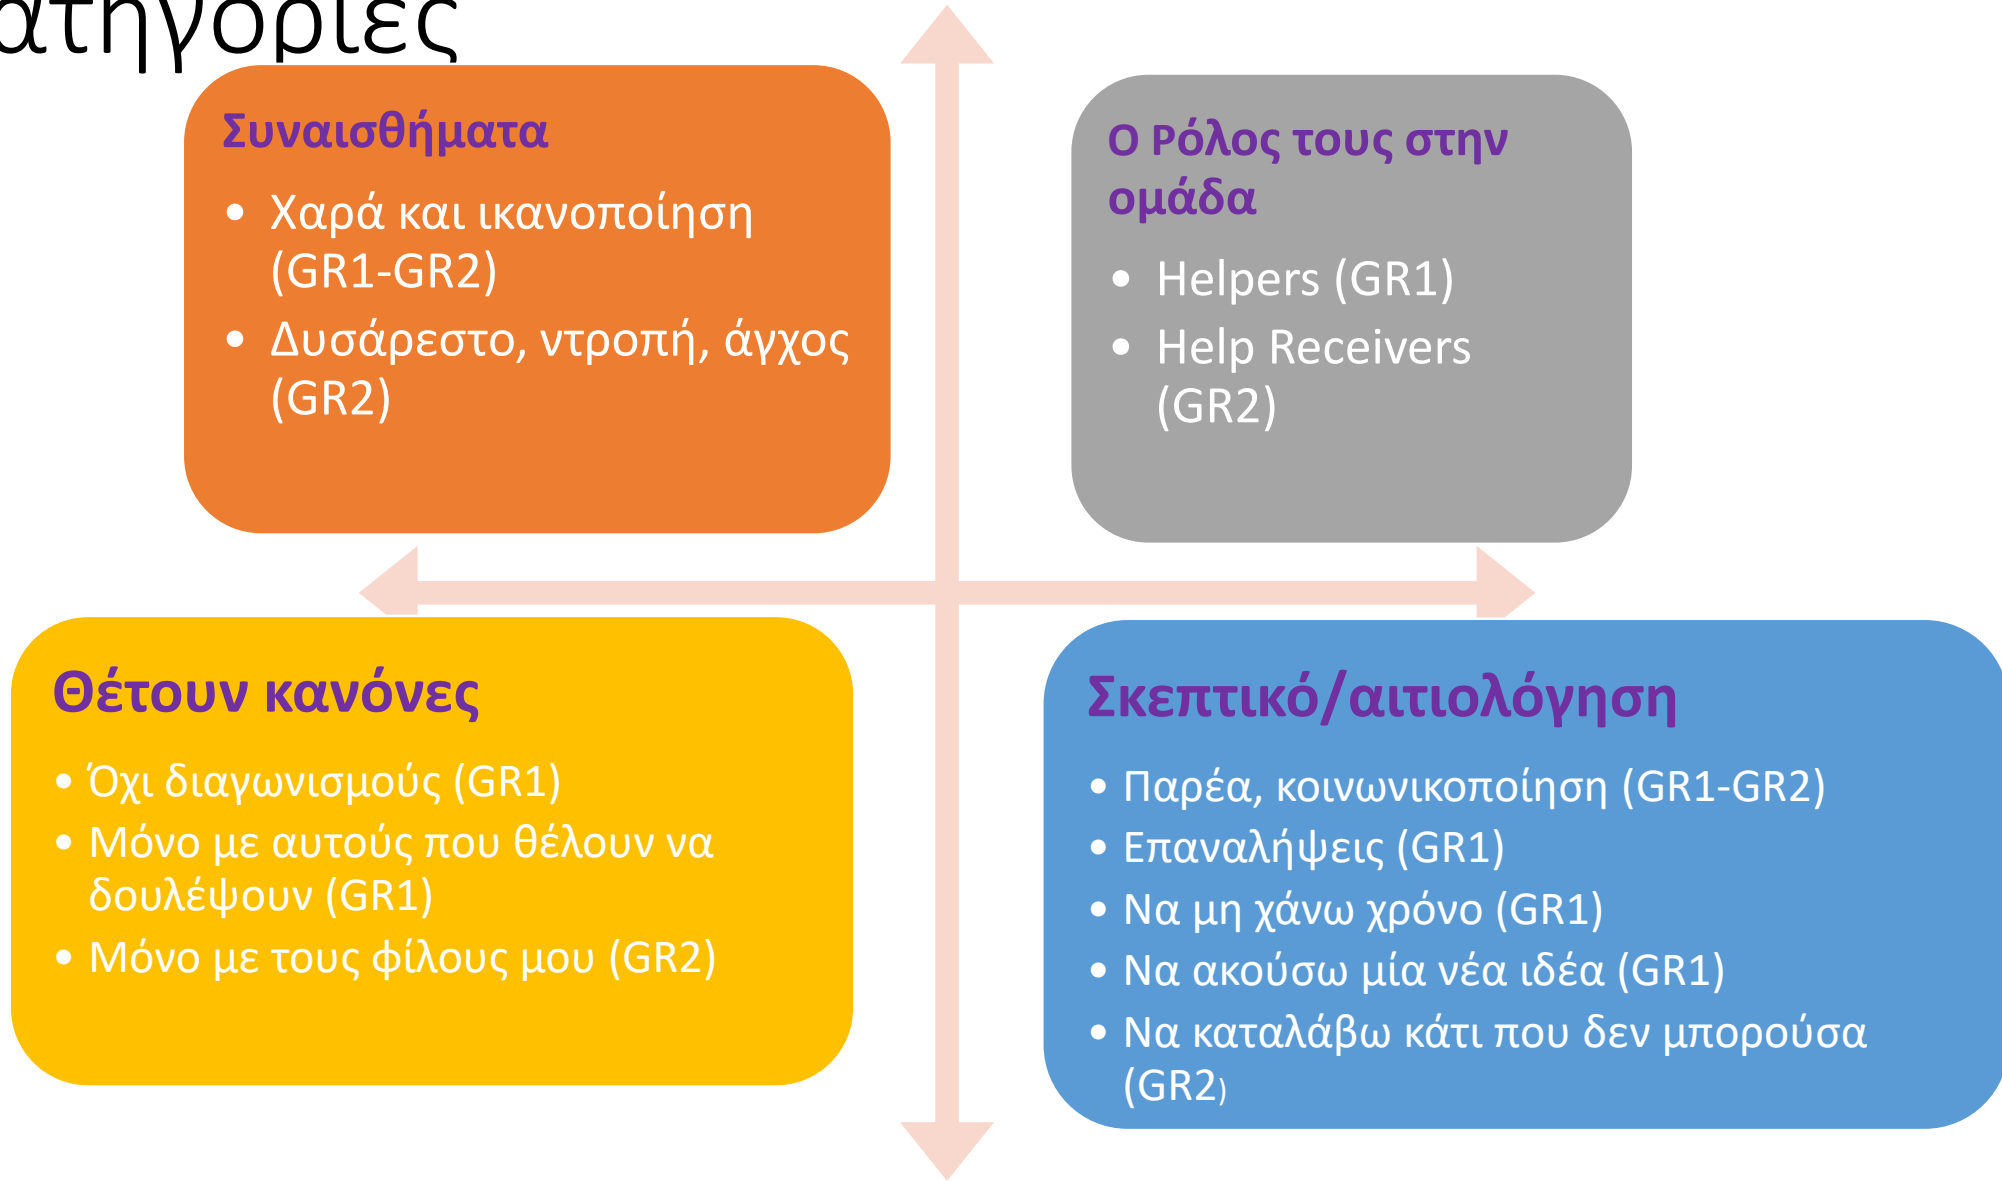 ατηγορίες
Συναισθήματα
• Χαρά και ικανοποίηση
(GR1-GR2)
• Δυσάρεστο, ντροπή, άγχος
(GR2)
Ο Ρόλος τους στην
ομάδα
• Helpers (GR1)
• Help Receivers
(GR2)
Θέτουν κανόνες
• Όχι διαγωνισμούς (GR1)
• Μόνο με αυτούς που θέλουν να
δουλέψουν (GR1)
• Μόνο με τους φίλους μου (GR2)
Σκεπτικό/αιτιολόγηση
• Παρέα, κοινωνικοποίηση (GR1-GR2)
• Επαναλήψεις (GR1)
• Να μη χάνω χρόνο (GR1)
• Να ακούσω μία νέα ιδέα (GR1)
• Να καταλάβω κάτι που δεν μπορούσα
(GR2)